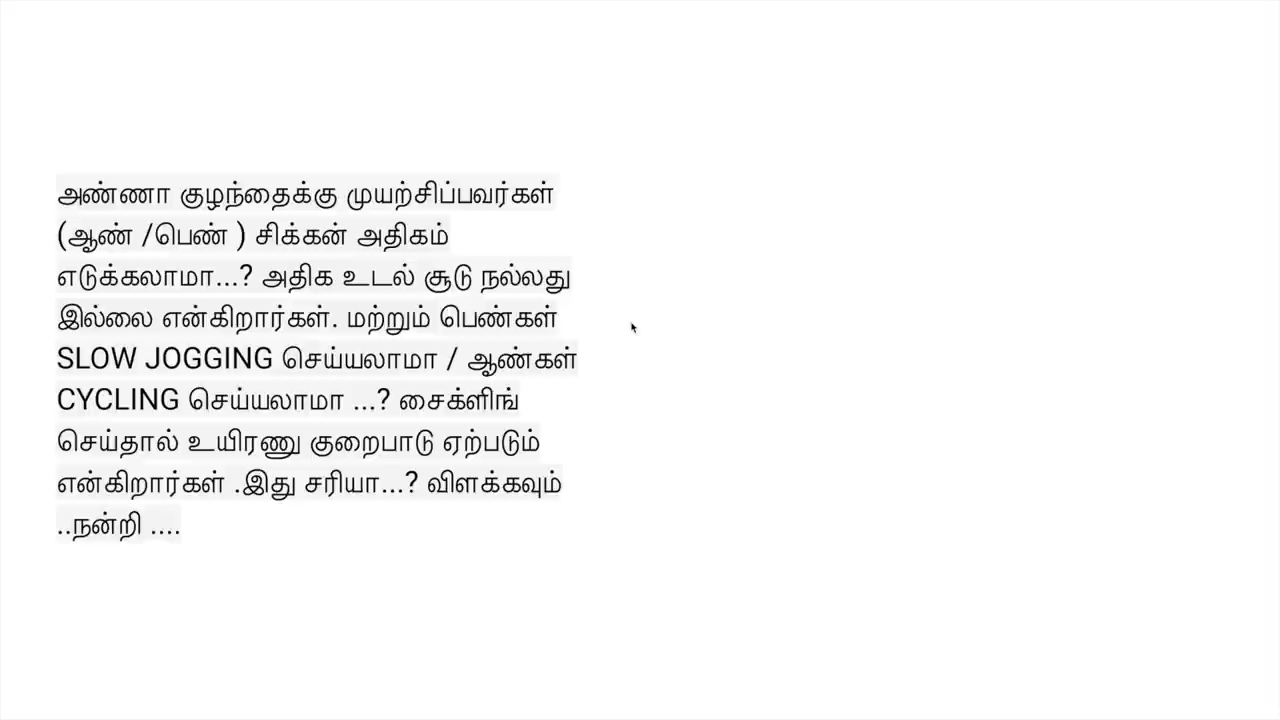 அண்ணா குழந்தைக்கு முயற்சிப்பவர்கள்
(ஆண் /பெண் ) சிக்கன் அதிகம்
எடுக்கலாமா...? அதிக உடல் சூடு நல்லது
இல்லை என்கிறார்கள். மற்றும் பெண்கள்
SLOW JOGGING செய்யலாமா / ஆண்கள்
CYCLING செய்யலாமா ...? சைக்ளிங்
செய்தால் உயிரணு குறைபாடு ஏற்படும்
என்கிறார்கள் .இது சரியா...? விளக்கவும்
..நன்றி ....